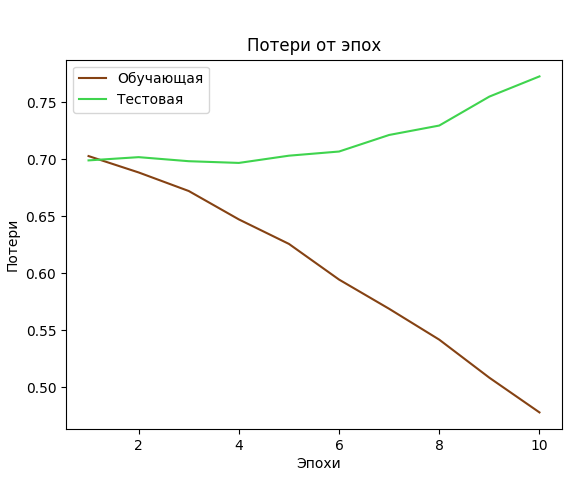 Потери от эпох
Обучающая
Тестовая
Потери
0.75
0.70
0.65
0.60
0.55
0.50
2 4 6 8 10
Эпохи